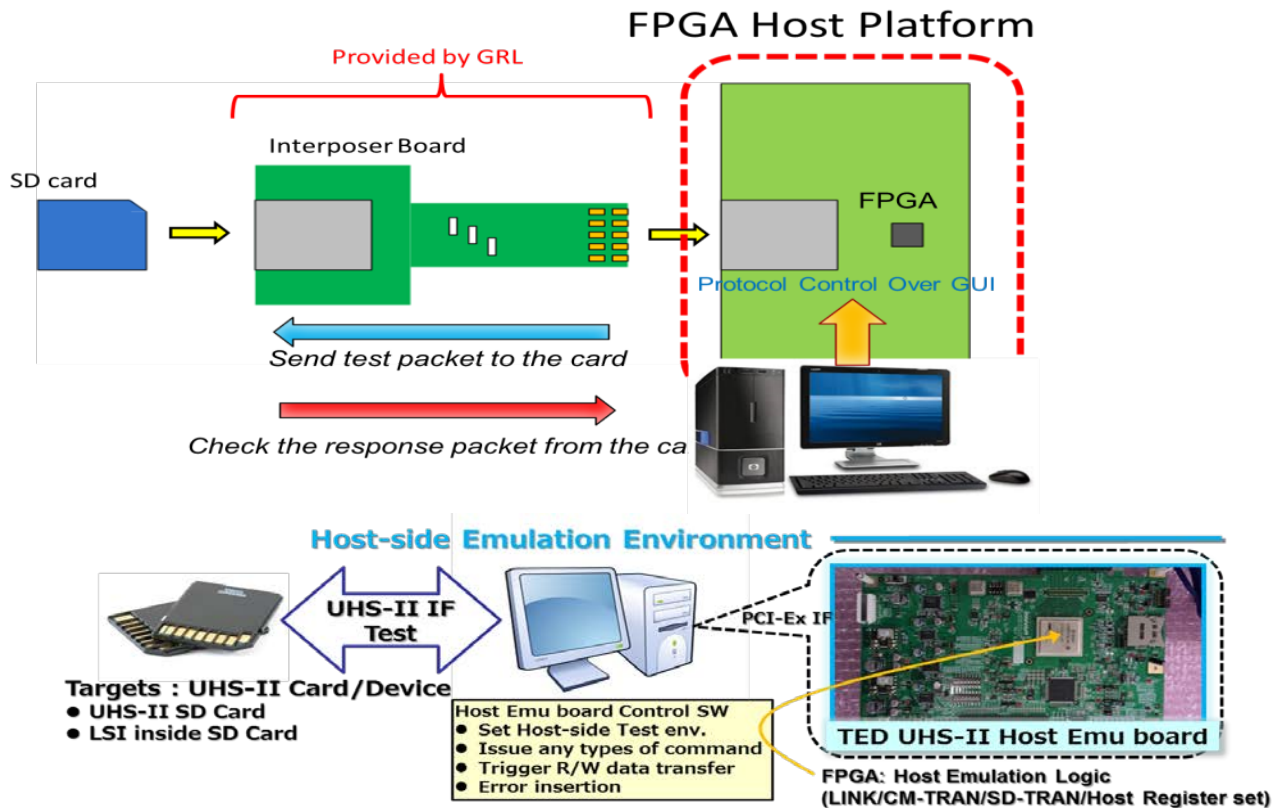 FPGA Host Platform
Provided by GRL
Interposer Board
SD card
FPGA
Protocol Control Over GUI
Send test packet to the card
Check the response packet from the ca
Host-side Emulation Environment
UHS-II IF
Test
PCI-Ex IF
Targets : UHS-II Card/Device
● UHS-II SD Card
● LSI inside SD Card
Host Emu board Control SW
● Set Host-side Test env.
● Issue any types of command
● Trigger R/W data transfer
● Error insertion
TED UHS-II Host Emu board
FPGA: Host Emulation Logic
(LINK/CM-TRAN/SD-TRAN/Host Register set)